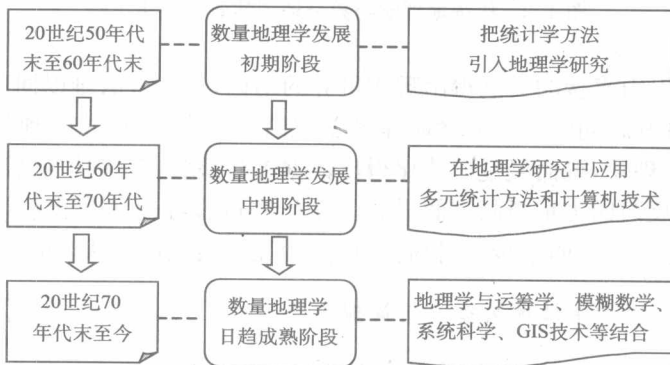 20世纪50年代
末至60年代末
数量地理学发展
初期阶段
把统计学方法
引入地理学研究
20世纪60年
代末至70年代
数量地理学发展
中期阶段
在地理学研究中应用
多元统计方法和计算机技术
20世纪70
年代末至今
数量地理学
日趋成熟阶段
地理学与运筹学、模糊数学、
系统科学、GIS技术等结合